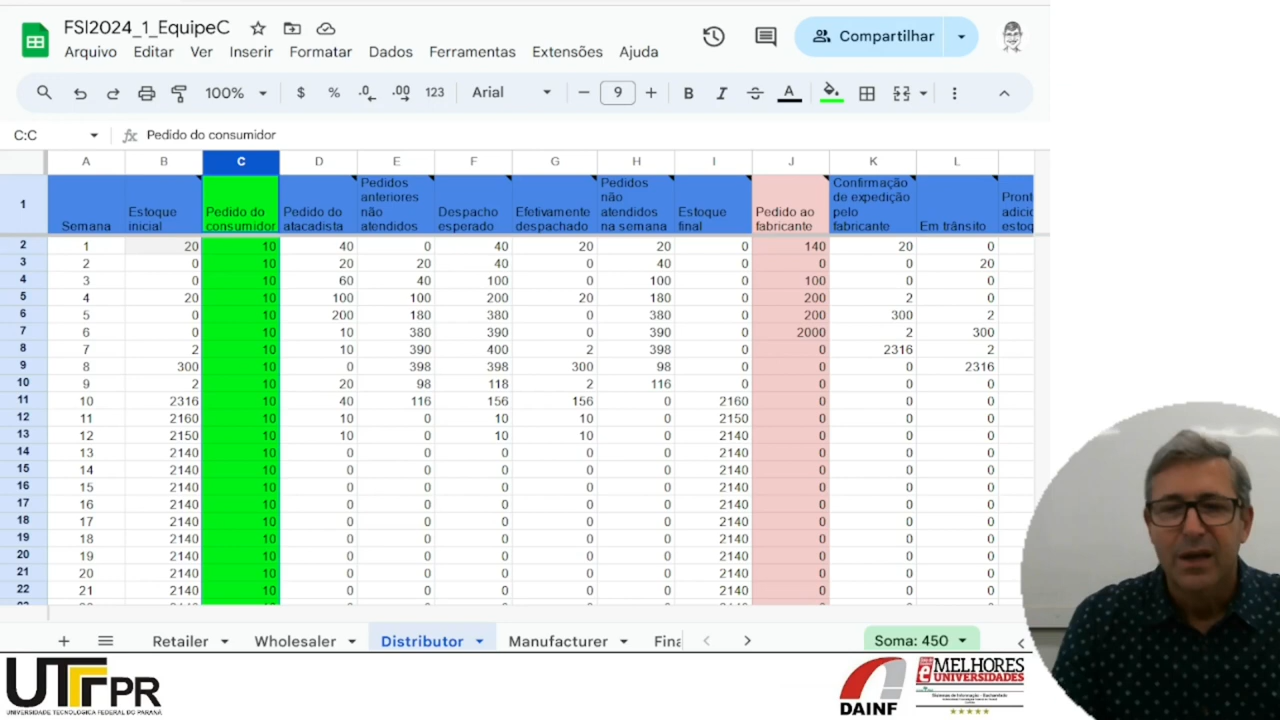 FSI2024_1_EquipeC
Arquivo Editar Ver Inserir Formatar Dados Ferramentas Extensões Ajuda
Compartilhar
100% $ % .0 .00 123 Arial − 9 + B I A
C:C fx Pedido do consumidor
A B C D E F G H I J K L
1 Semana Estoque inicial Pedido do consumidor Pedido do atacadista Pedidos anteriores não atendidos Despacho esperado Efetivamente despachado Pedidos não atendidos na semana Estoque final Pedido ao fabricante Confirmação de expedição pelo fabricante Em trânsito
2 1 20 10 40 0 40 20 20 0 140 20 0
3 2 0 10 20 20 40 0 40 0 0 0 20
4 3 0 10 60 40 100 0 100 0 100 0 0
5 4 20 10 100 100 200 20 180 0 200 2 0
6 5 0 10 200 180 380 0 380 0 200 300 2
7 6 0 10 10 380 390 0 390 0 2000 2 300
8 7 2 10 10 390 400 2 398 0 0 2316 2
9 8 300 10 0 398 398 300 98 0 0 0 2316
10 9 2 10 20 98 118 2 116 0 0 0 0
11 10 2316 10 40 116 156 156 0 2160 0 0 0
12 11 2160 10 10 0 10 10 0 2150 0 0 0
13 12 2150 10 10 0 10 10 0 2140 0 0 0
14 13 2140 10 0 0 0 0 0 2140 0 0 0
15 14 2140 10 0 0 0 0 0 2140 0 0 0
16 15 2140 10 0 0 0 0 0 2140 0 0 0
17 16 2140 10 0 0 0 0 0 2140 0 0 0
18 17 2140 10 0 0 0 0 0 2140 0 0 0
19 18 2140 10 0 0 0 0 0 2140 0 0 0
20 19 2140 10 0 0 0 0 0 2140 0 0 0
21 20 2140 10 0 0 0 0 0 2140 0 0 0
22 21 2140 10 0 0 0 0 0 2140 0 0 0
+ Retailer Wholesaler Distributor Manufacturer Soma: 450
UTFPR
UNIVERSIDADE TECNOLÓGICA FEDERAL DO PARANÁ
DAINF
MELHORES
UNIVERSIDADES
Sistemas de Informação - Bacharelado